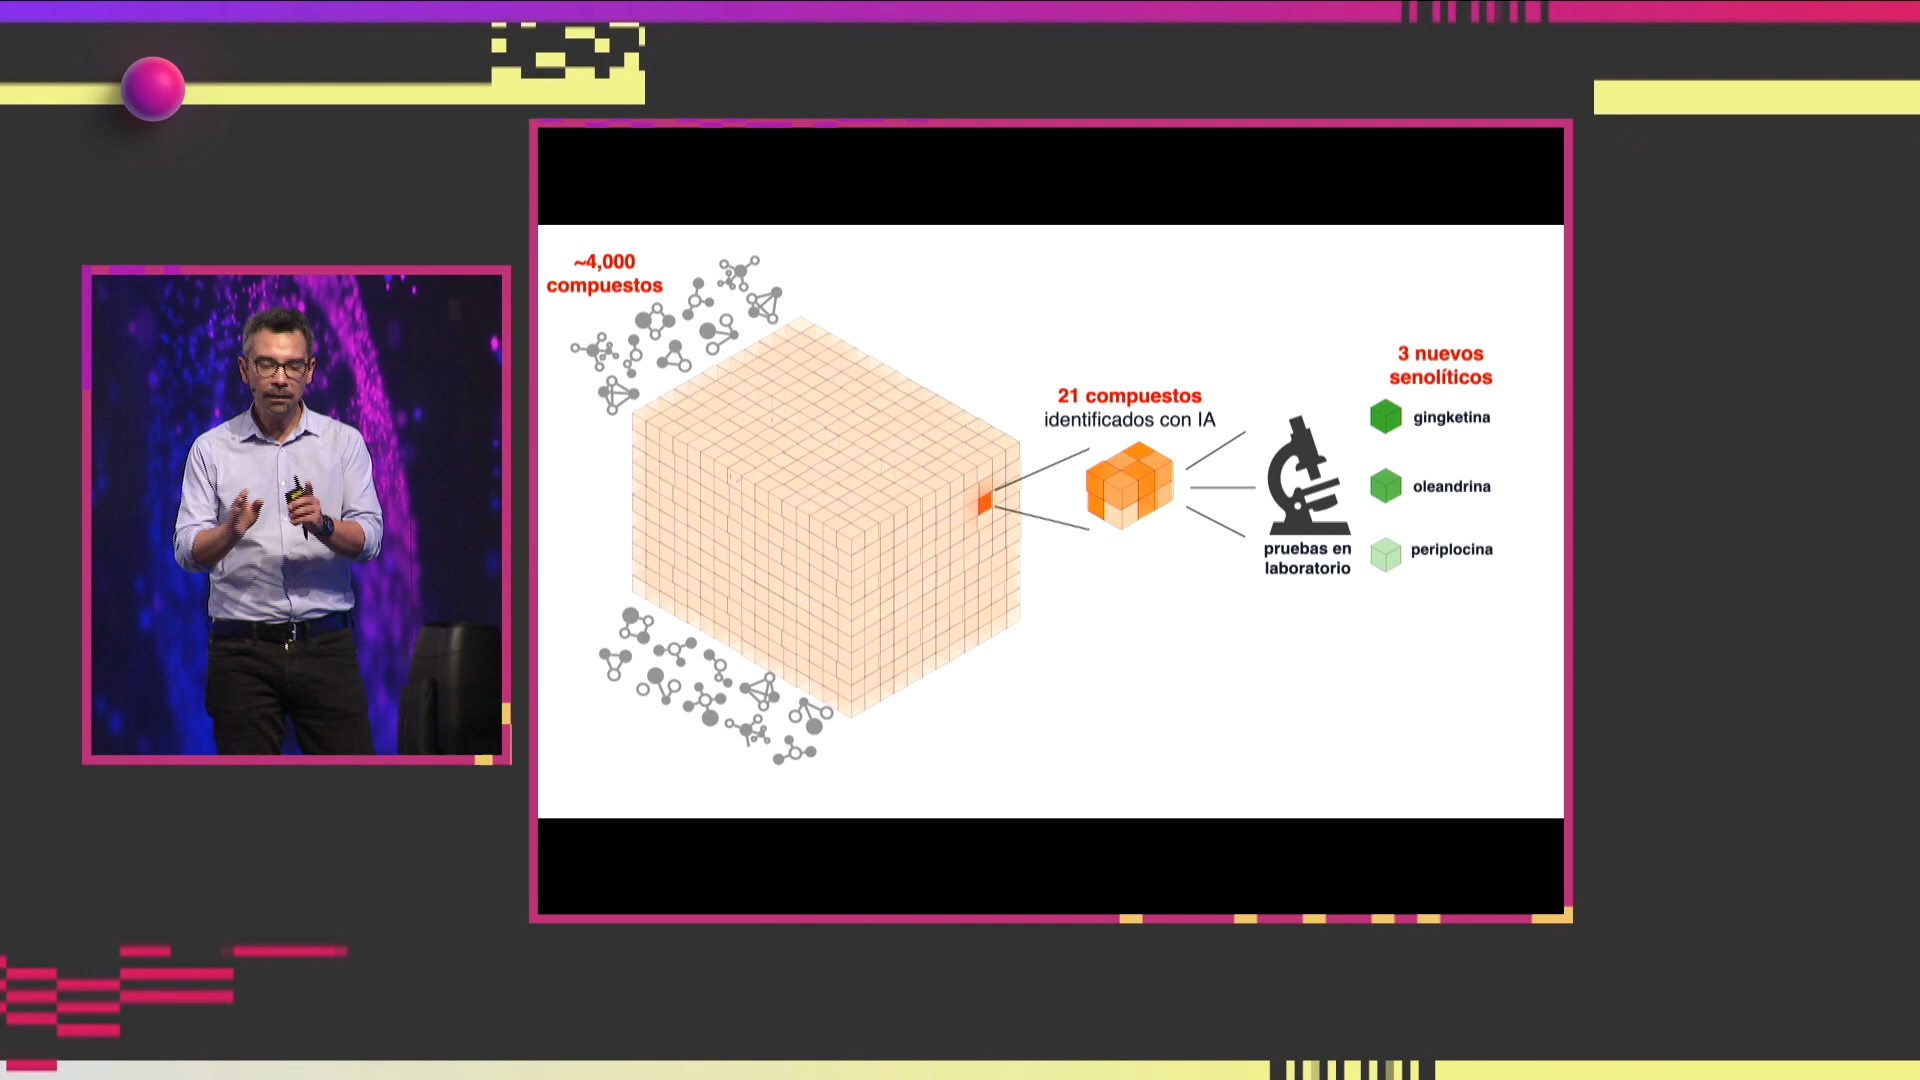 ~4,000
compuestos
21 compuestos
identificados con IA
pruebas en
laboratorio
3 nuevos
senolíticos
gingketina
oleandrina
periplocina